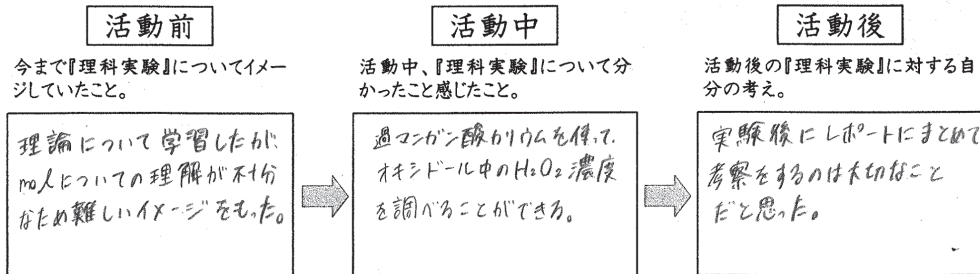 活動前
今まで『理科実験』についてイメー
ジしていたこと。
理論について学習したが、
molについての理解が不十分
なため難しいイメージをもった。
活動中
活動中、『理科実験』について分
かったこと感じたこと。
過マンガン酸カリウムを使って、
オキシドール中のH₂O₂濃度
を調べることができる。
活動後
活動後の『理科実験』に対する自
分の考え。
実験後にレポートにまとめて
考察をするのは大切なこと
だと思った。